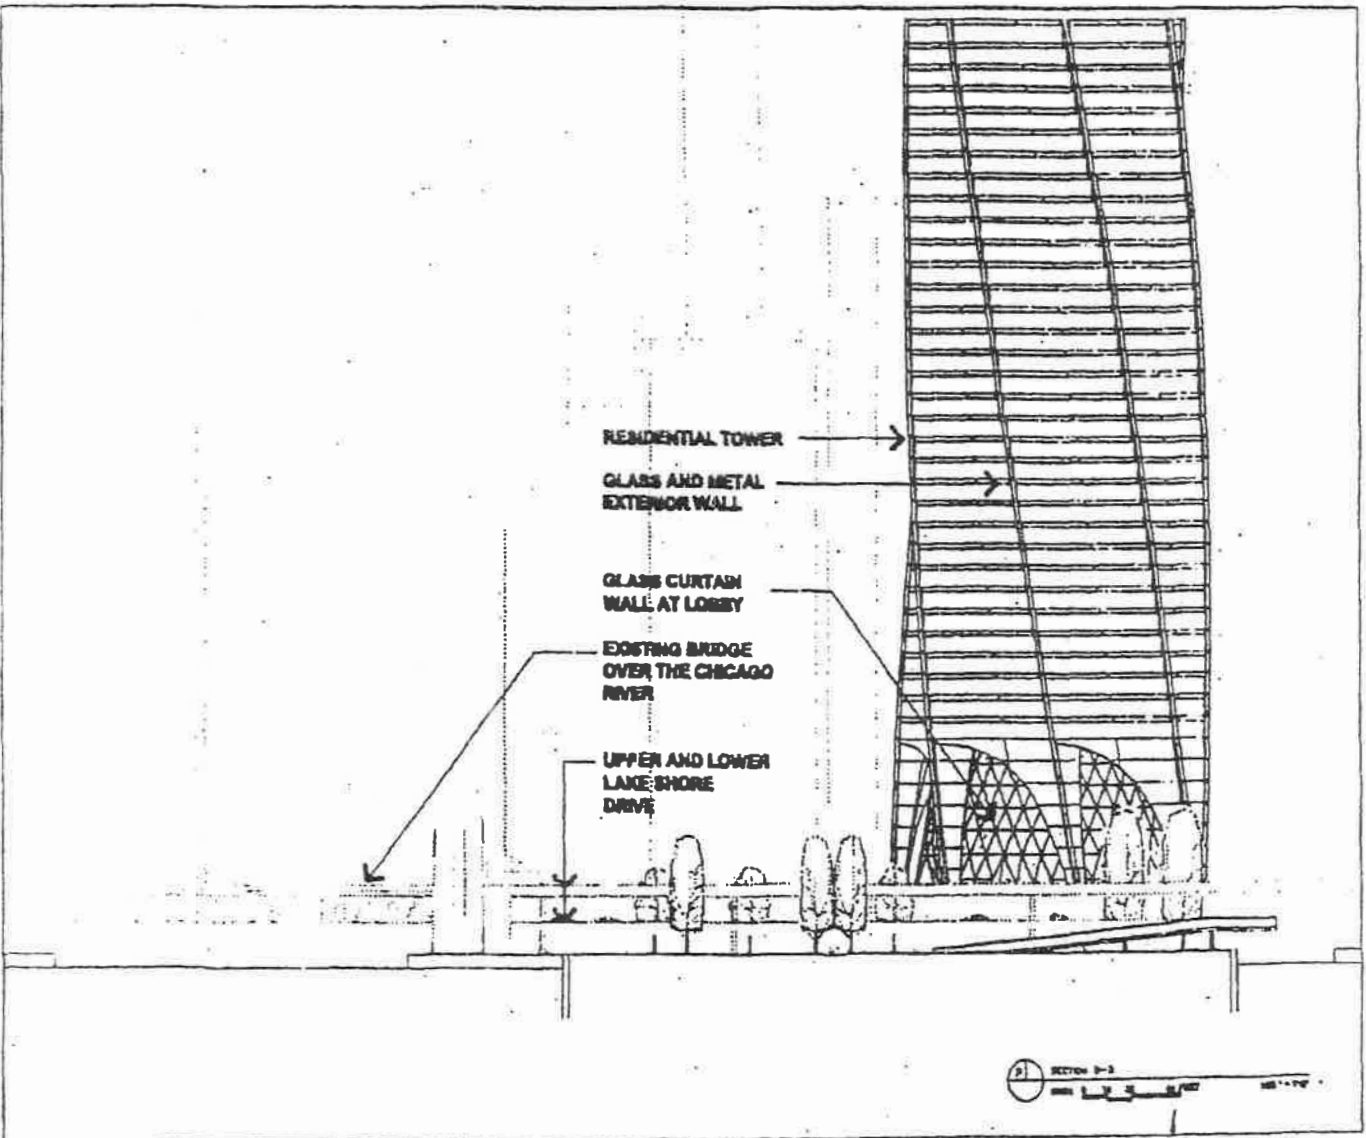 RESIDENTIAL TOWER
GLASS AND METAL
EXTERIOR WALL
GLASS CURTAIN
WALL AT LOBBY
EXISTING BRIDGE
OVER THE CHICAGO
RIVER
UPPER AND LOWER
LAKE SHORE
DRIVE
SECTION